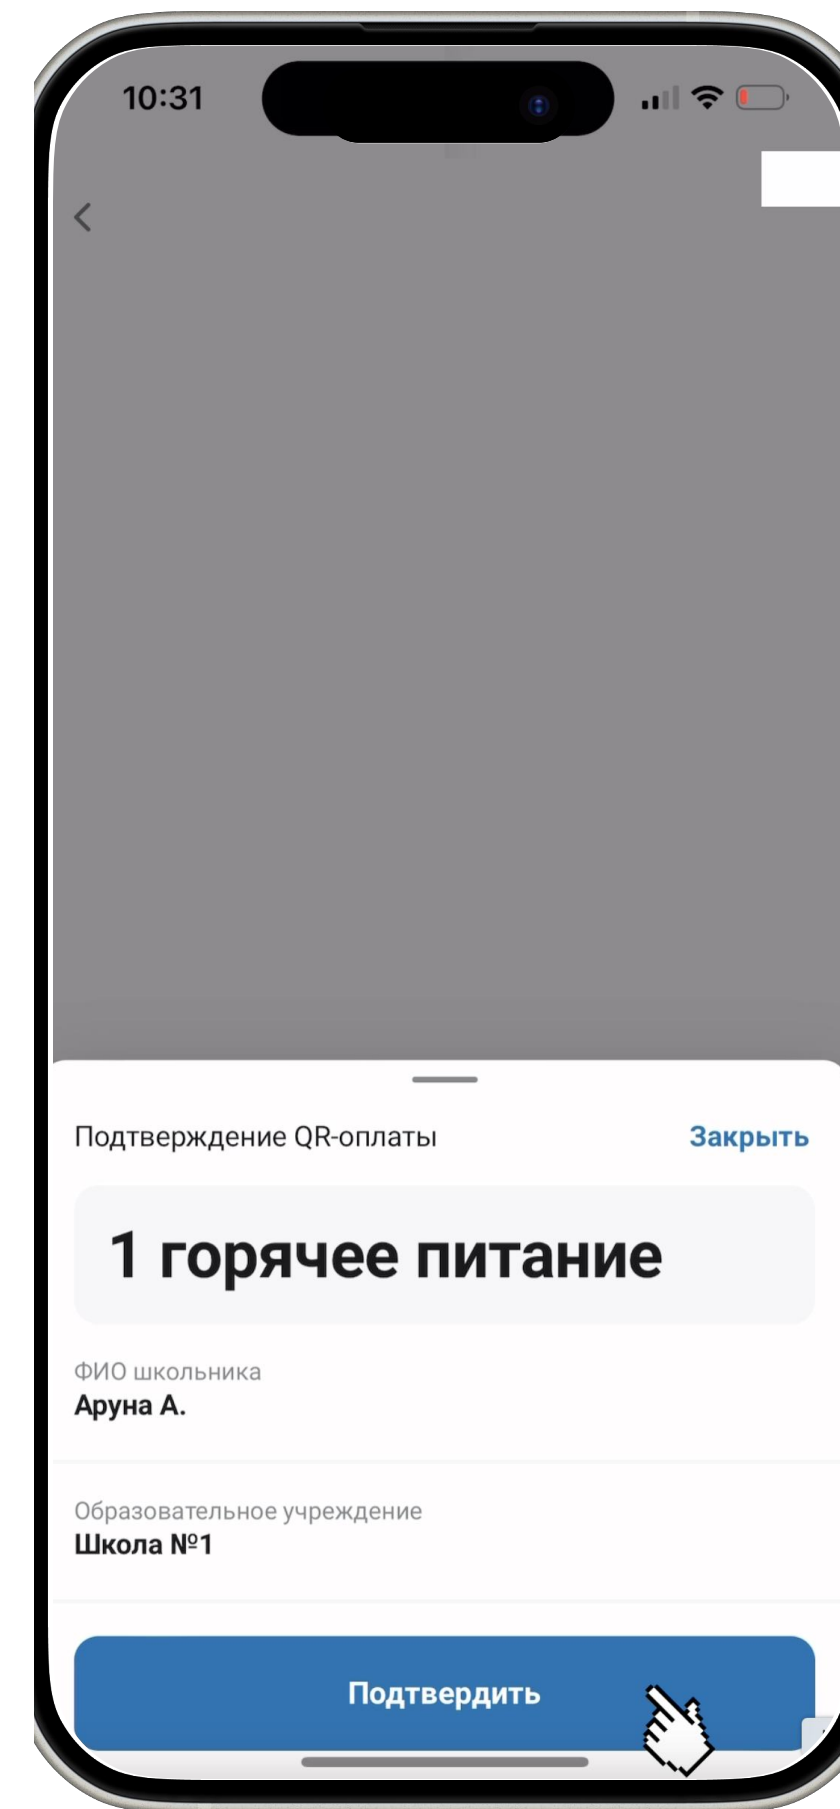 10:31
Подтверждение QR-оплаты
Закрыть
1 горячее питание
ФИО школьника
Аруна А.
Образовательное учреждение
Школа №1
Подтвердить